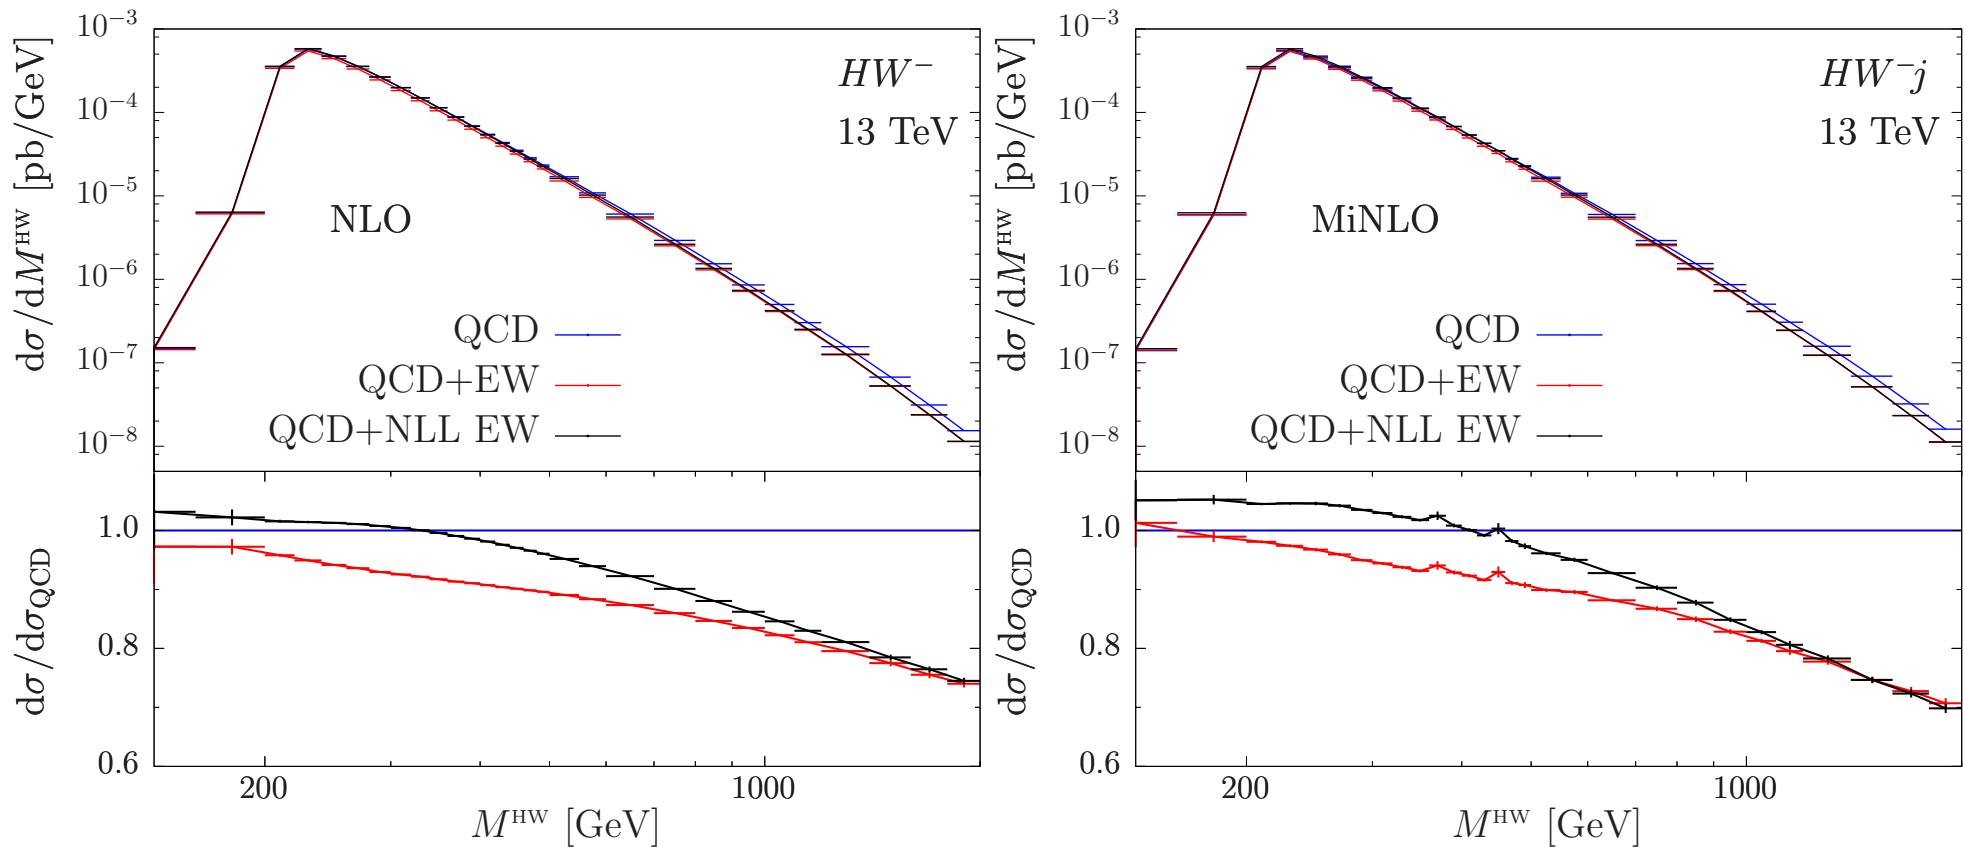 dσ/dM^HW [pb/GeV]
10⁻³
10⁻⁴
10⁻⁵
10⁻⁶
10⁻⁷
10⁻⁸
HW⁻
13 TeV
NLO
QCD
QCD+EW
QCD+NLL EW
dσ/dσ_QCD
1.0
0.8
0.6
200
1000
M^HW [GeV]
dσ/dM^HW [pb/GeV]
10⁻³
10⁻⁴
10⁻⁵
10⁻⁶
10⁻⁷
10⁻⁸
HW⁻j
13 TeV
MiNLO
QCD
QCD+EW
QCD+NLL EW
dσ/dσ_QCD
1.0
0.8
0.6
200
1000
M^HW [GeV]